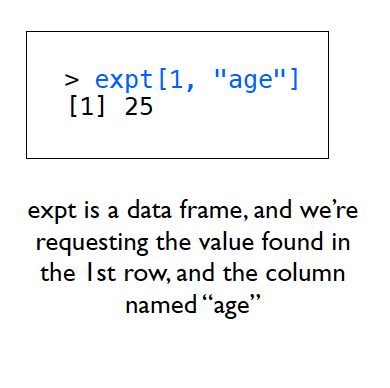 > expt[1, "age"]
[1] 25
expt is a data frame, and we’re
requesting the value found in
the 1st row, and the column
named “age”